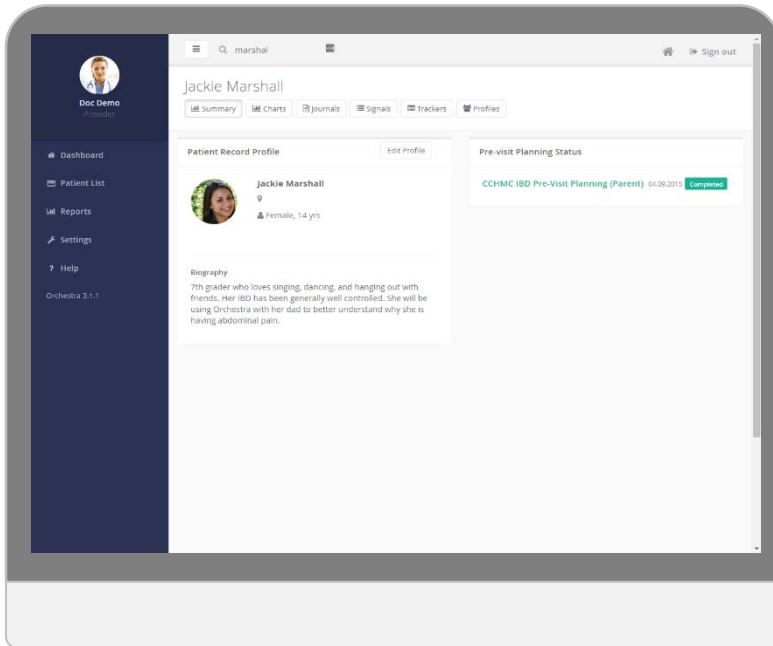 marshal
Sign out
Doc Demo
Provider
Jackie Marshall
Summary
Charts
Journals
Signals
Trackers
Profiles
Dashboard
Patient List
Reports
Settings
Help
Orchestra 3.1.1
Patient Record Profile
Edit Profile
Jackie Marshall
Female, 14 yrs
Biography
7th grader who loves singing, dancing, and hanging out with
friends. Her IBD has been generally well controlled. She will be
using Orchestra with her dad to better understand why she is
having abdominal pain.
Pre-visit Planning Status
CCHMC IBD Pre-Visit Planning (Parent) 04.09.2015 Completed